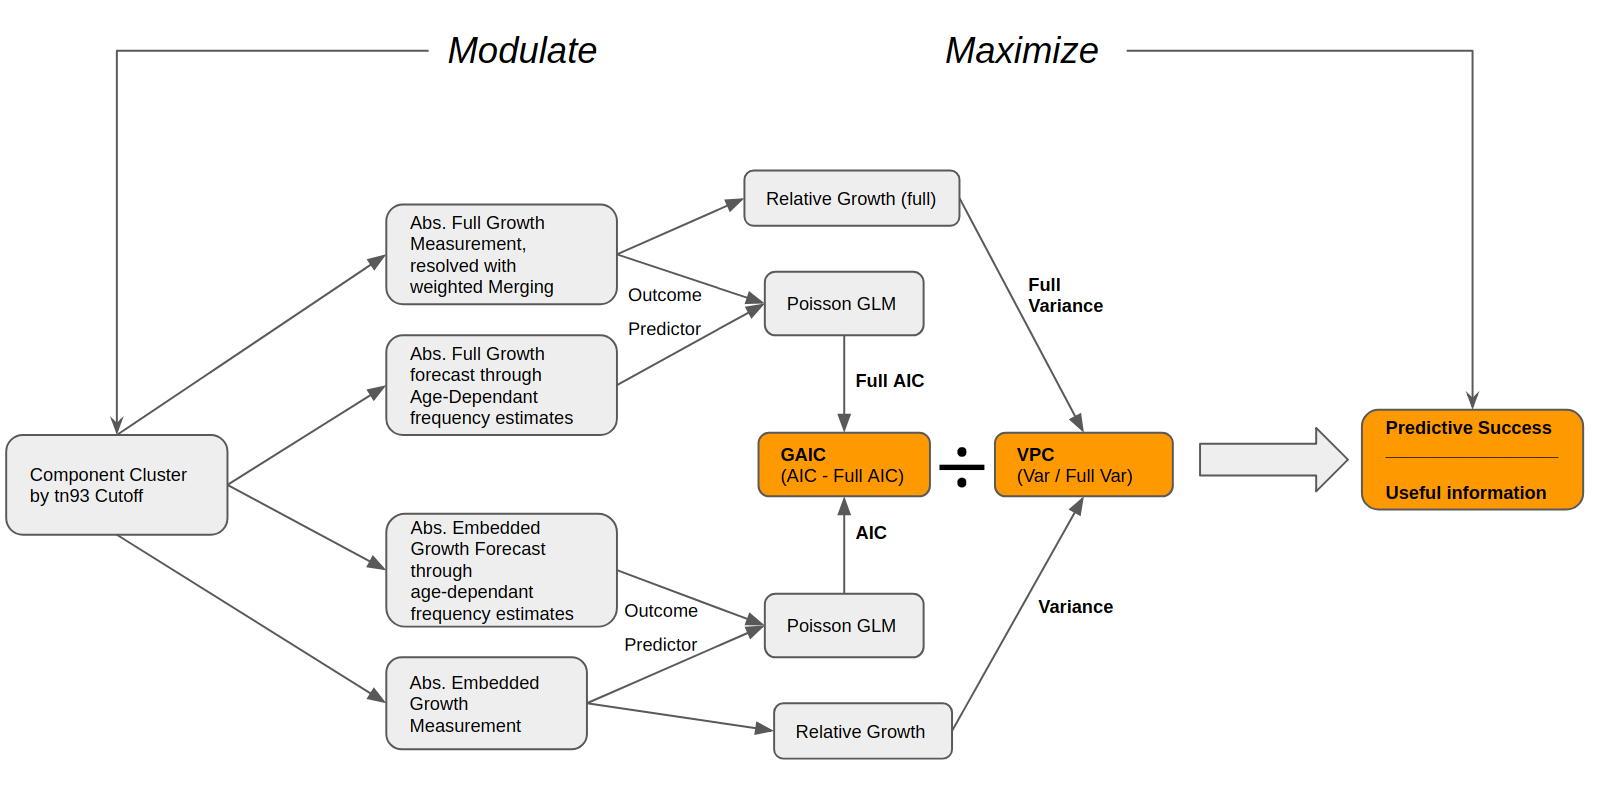 Modulate
Maximize
Relative Growth (full)
Abs. Full Growth
Measurement,
resolved with
weighted Merging
Outcome
Predictor
Poisson GLM
Full
Variance
Abs. Full Growth
forecast through
Age-Dependant
frequency estimates
Full AIC
Component Cluster
by tn93 Cutoff
GAIC
(AIC - Full AIC)
÷
VPC
(Var / Full Var)
Predictive Success
Useful information
Abs. Embedded
Growth Forecast
through
age-dependant
frequency estimates
AIC
Outcome
Predictor
Poisson GLM
Variance
Abs. Embedded
Growth
Measurement
Relative Growth